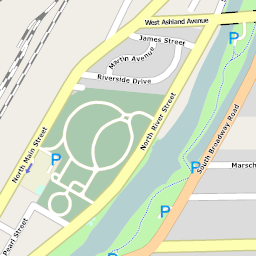 West Ashland Avenue
P
James Street
Martin Avenue
Riverside Drive
North River Street
South Broadway Road
North Main Street
P
P
Marsch
P
Pearl Street